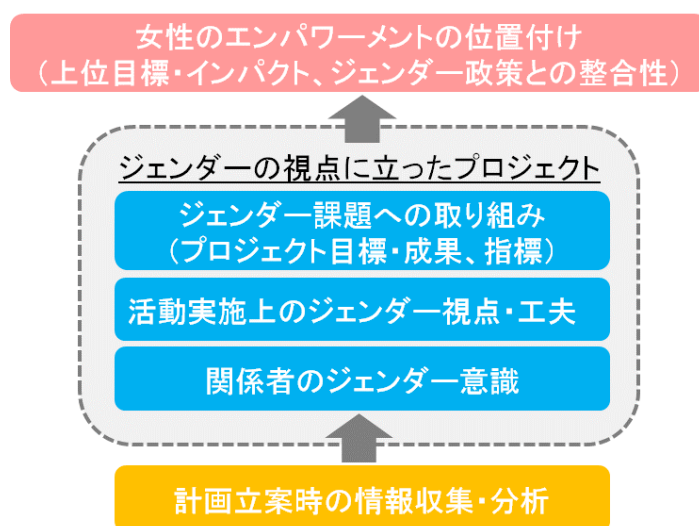 女性のエンパワーメントの位置付け
（上位目標・インパクト、ジェンダー政策との整合性）
ジェンダーの視点に立ったプロジェクト
ジェンダー課題への取り組み
（プロジェクト目標・成果、指標）
活動実施上のジェンダー視点・工夫
関係者のジェンダー意識
計画立案時の情報収集・分析